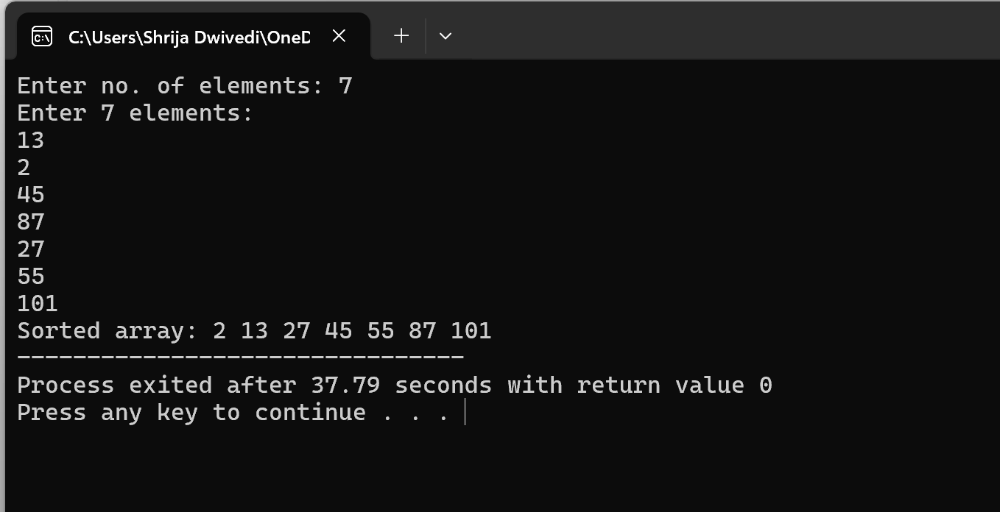 C:\Users\Shrija Dwivedi\OneD
Enter no. of elements: 7
Enter 7 elements:
13
2
45
87
27
55
101
Sorted array: 2 13 27 45 55 87 101
--------------------------------
Process exited after 37.79 seconds with return value 0
Press any key to continue . . .